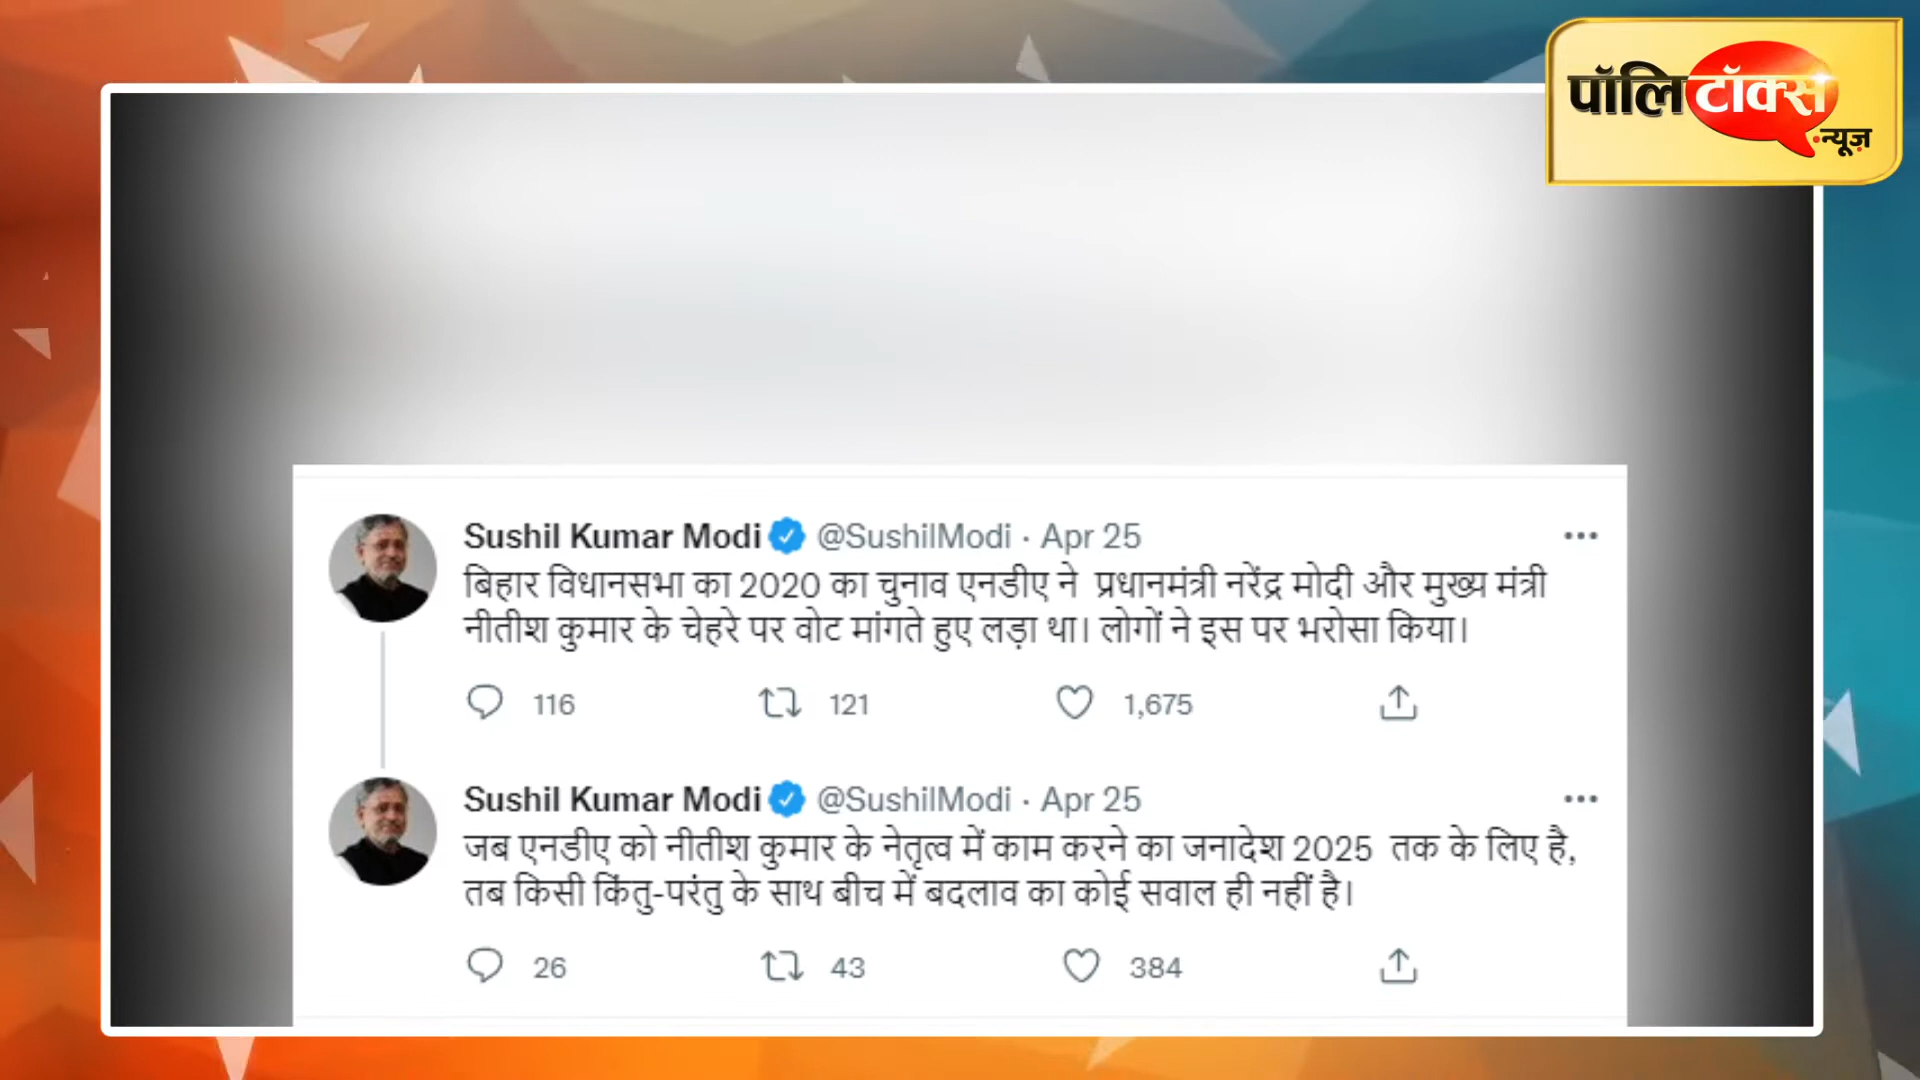 पॉलिटॉक्स
न्यूज़
Sushil Kumar Modi @SushilModi · Apr 25
बिहार विधानसभा का 2020 का चुनाव एनडीए ने प्रधानमंत्री नरेंद्र मोदी और मुख्य मंत्री
नीतीश कुमार के चेहरे पर वोट मांगते हुए लड़ा था। लोगों ने इस पर भरोसा किया।
116 121 1,675
Sushil Kumar Modi @SushilModi · Apr 25
जब एनडीए को नीतीश कुमार के नेतृत्व में काम करने का जनादेश 2025 तक के लिए है,
तब किसी किंतु-परंतु के साथ बीच में बदलाव का कोई सवाल ही नहीं है।
26 43 384